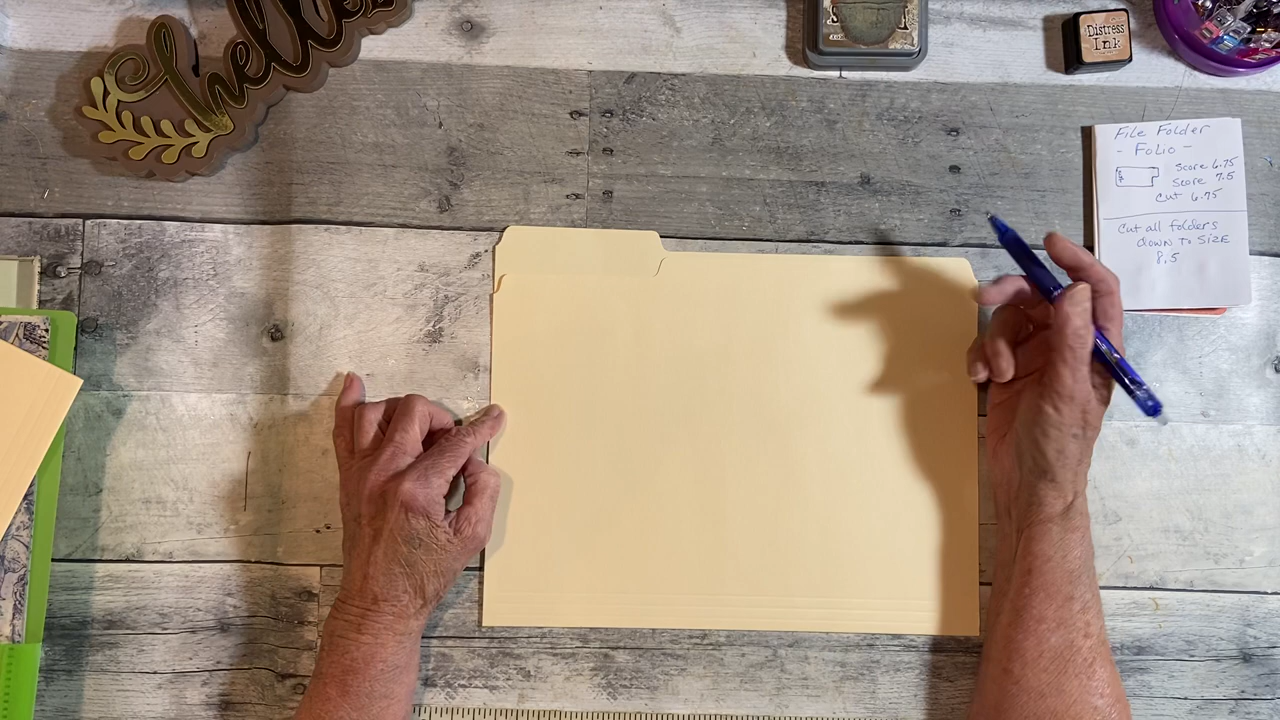 hello
Distress
Ink
File Folder
- Folio -
Score 6.75
Score 7.5
Cut 6.75
Cut all folders
down to SIZE
8.5